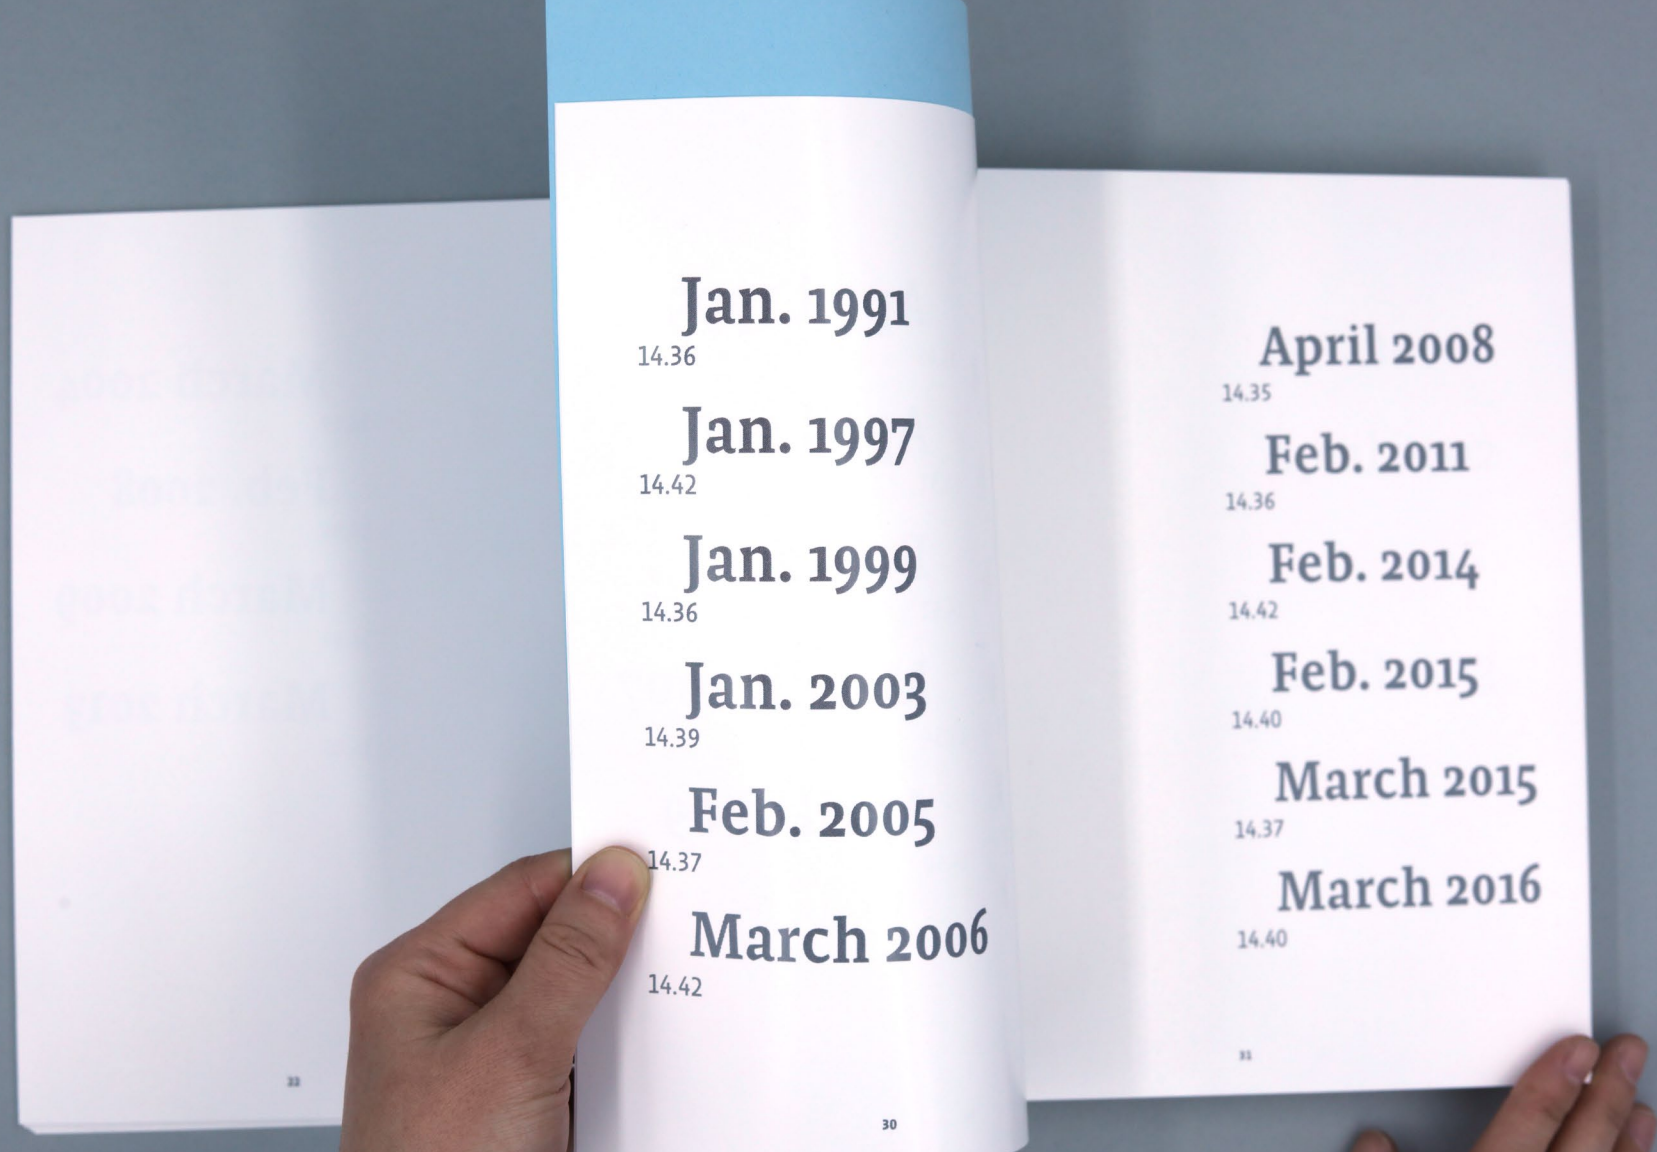 Jan. 1991
14.36
Jan. 1997
14.42
Jan. 1999
14.36
Jan. 2003
14.39
Feb. 2005
14.37
March 2006
14.42
30
April 2008
14.35
Feb. 2011
14.36
Feb. 2014
14.42
Feb. 2015
14.40
March 2015
14.37
March 2016
14.40
31